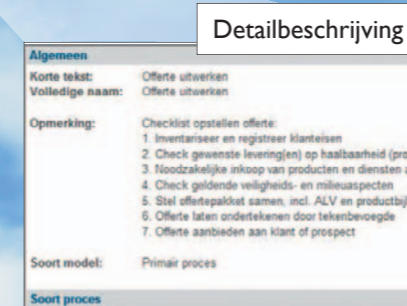 Detailbeschrijving
Algemeen
Korte tekst: Offerte uitwerken
Volledige naam: Offerte uitwerken
Opmerking: Checklist opstellen offerte:
1. Inventariseer en registreer klanteisen
2. Check gewenste levering(en) op haalbaarheid (pro
3. Noodzakelijke inkoop van producten en diensten a
4. Check geldende veiligheids- en milieuaspecten
5. Stel offertepakket samen, incl. ALV en productbij
6. Offerte laten ondertekenen door tekenbevoegde
7. Offerte aanbieden aan klant of prospect
Soort model: Primair proces
Soort proces